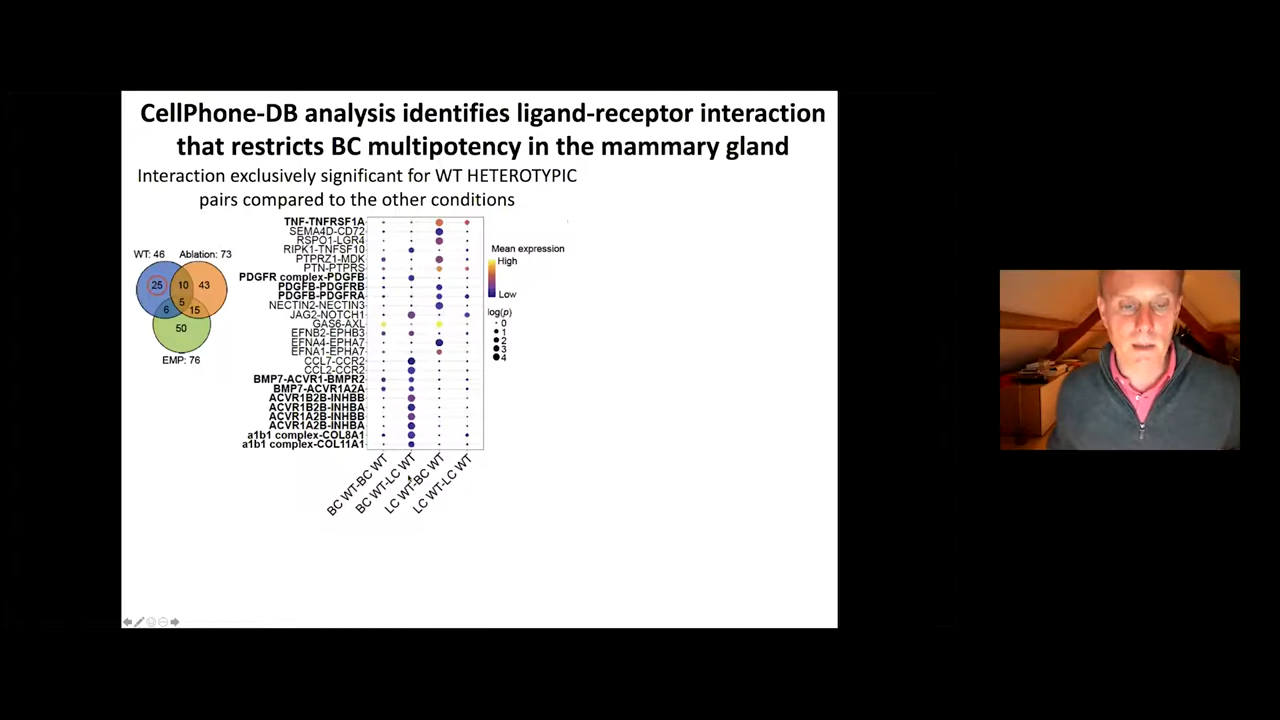 CellPhone-DB analysis identifies ligand-receptor interaction
that restricts BC multipotency in the mammary gland
Interaction exclusively significant for WT HETEROTYPIC
pairs compared to the other conditions
WT: 46 Ablation: 73
25 10 43
5
6 15
50
EMP: 76
TNF-TNFRSF1A
SEMA4D-CD72
RSPO1-LGR4
RIPK1-TNFSF10
PTPRZ1-MDK
PTN-PTPRS
PDGFR complex-PDGFB
PDGFB-PDGFRB
PDGFB-PDGFRA
NECTIN2-NECTIN3
JAG2-NOTCH1
GAS6-AXL
EFNB2-EPHB3
EFNA4-EPHA7
EFNA1-EPHA7
CCL7-CCR2
CCL2-CCR2
BMP7-ACVR1-BMPR2
BMP7-ACVR1A2A
ACVR1B2B-INHBB
ACVR1B2B-INHBA
ACVR1A2B-INHBB
ACVR1A2B-INHBA
a1b1 complex-COL8A1
a1b1 complex-COL11A1
BC WT-BC WT
BC WT-LC WT
LC WT-BC WT
LC WT-LC WT
Mean expression
High
Low
log(p)
0
1
2
3
4